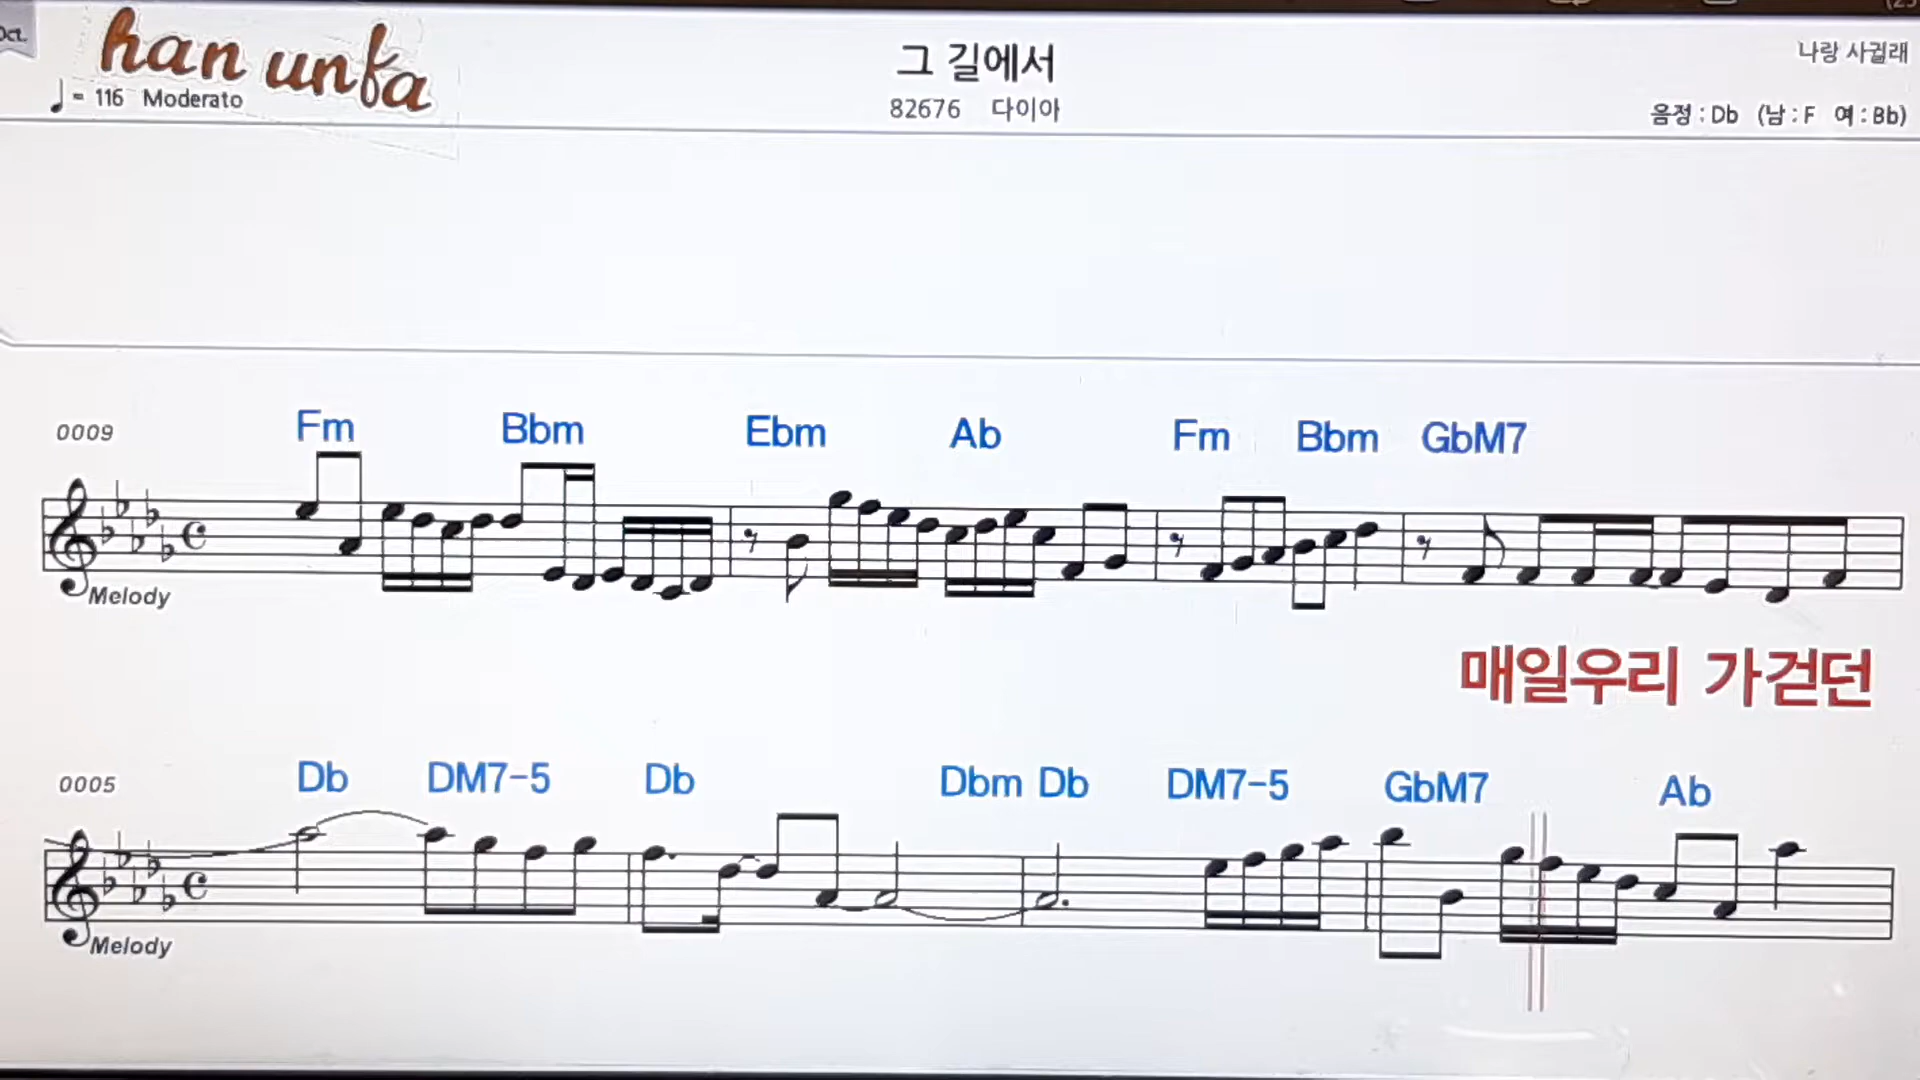 han unfa
그 길에서
나랑 사귈래
♩= 116 Moderato
82676 다이아
음정 : Db (남 : F 여 : Bb)
0009 Fm Bbm Ebm Ab Fm Bbm GbM7
Melody
매일우리 가걷던
0005 Db DM7-5 Db Dbm Db DM7-5 GbM7 Ab
Melody